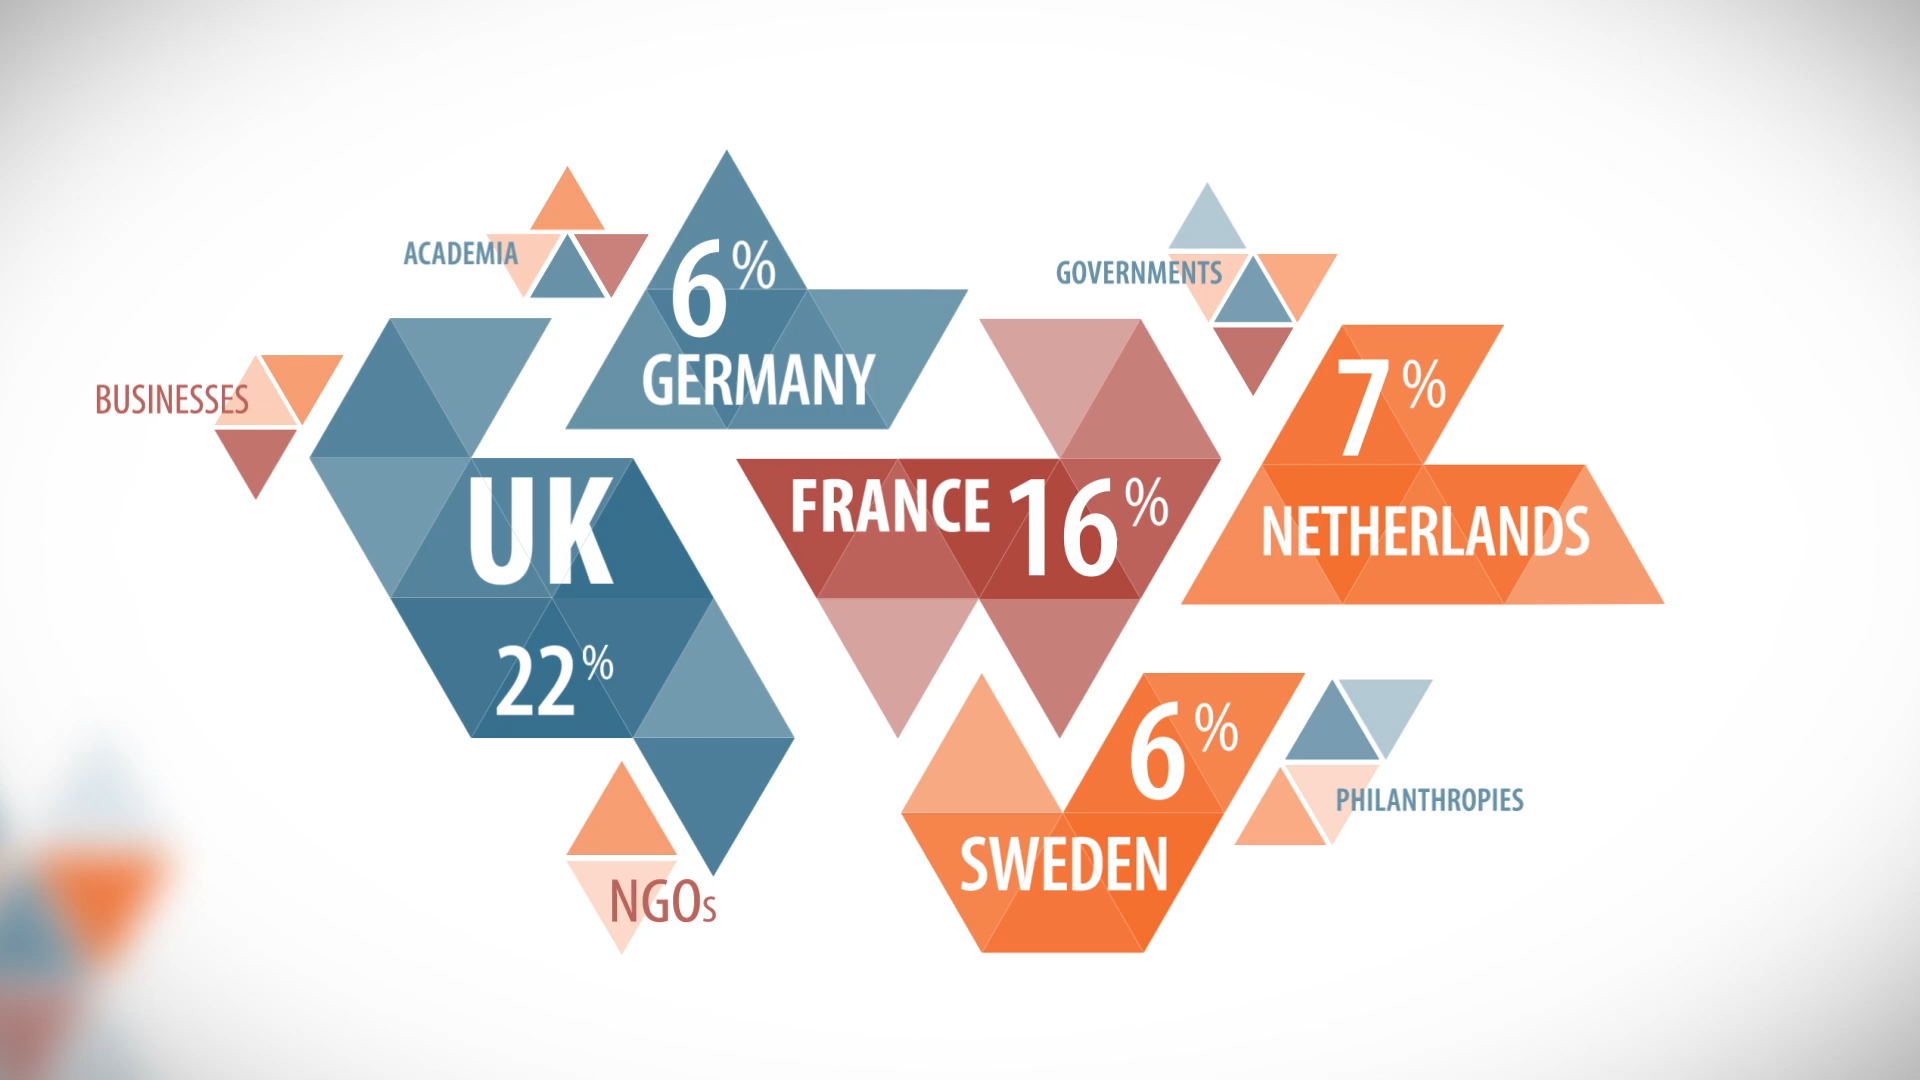 ACADEMIA
6%
GERMANY
GOVERNMENTS
BUSINESSES
UK
22%
FRANCE 16%
7%
NETHERLANDS
6%
SWEDEN
PHILANTHROPIES
NGOs